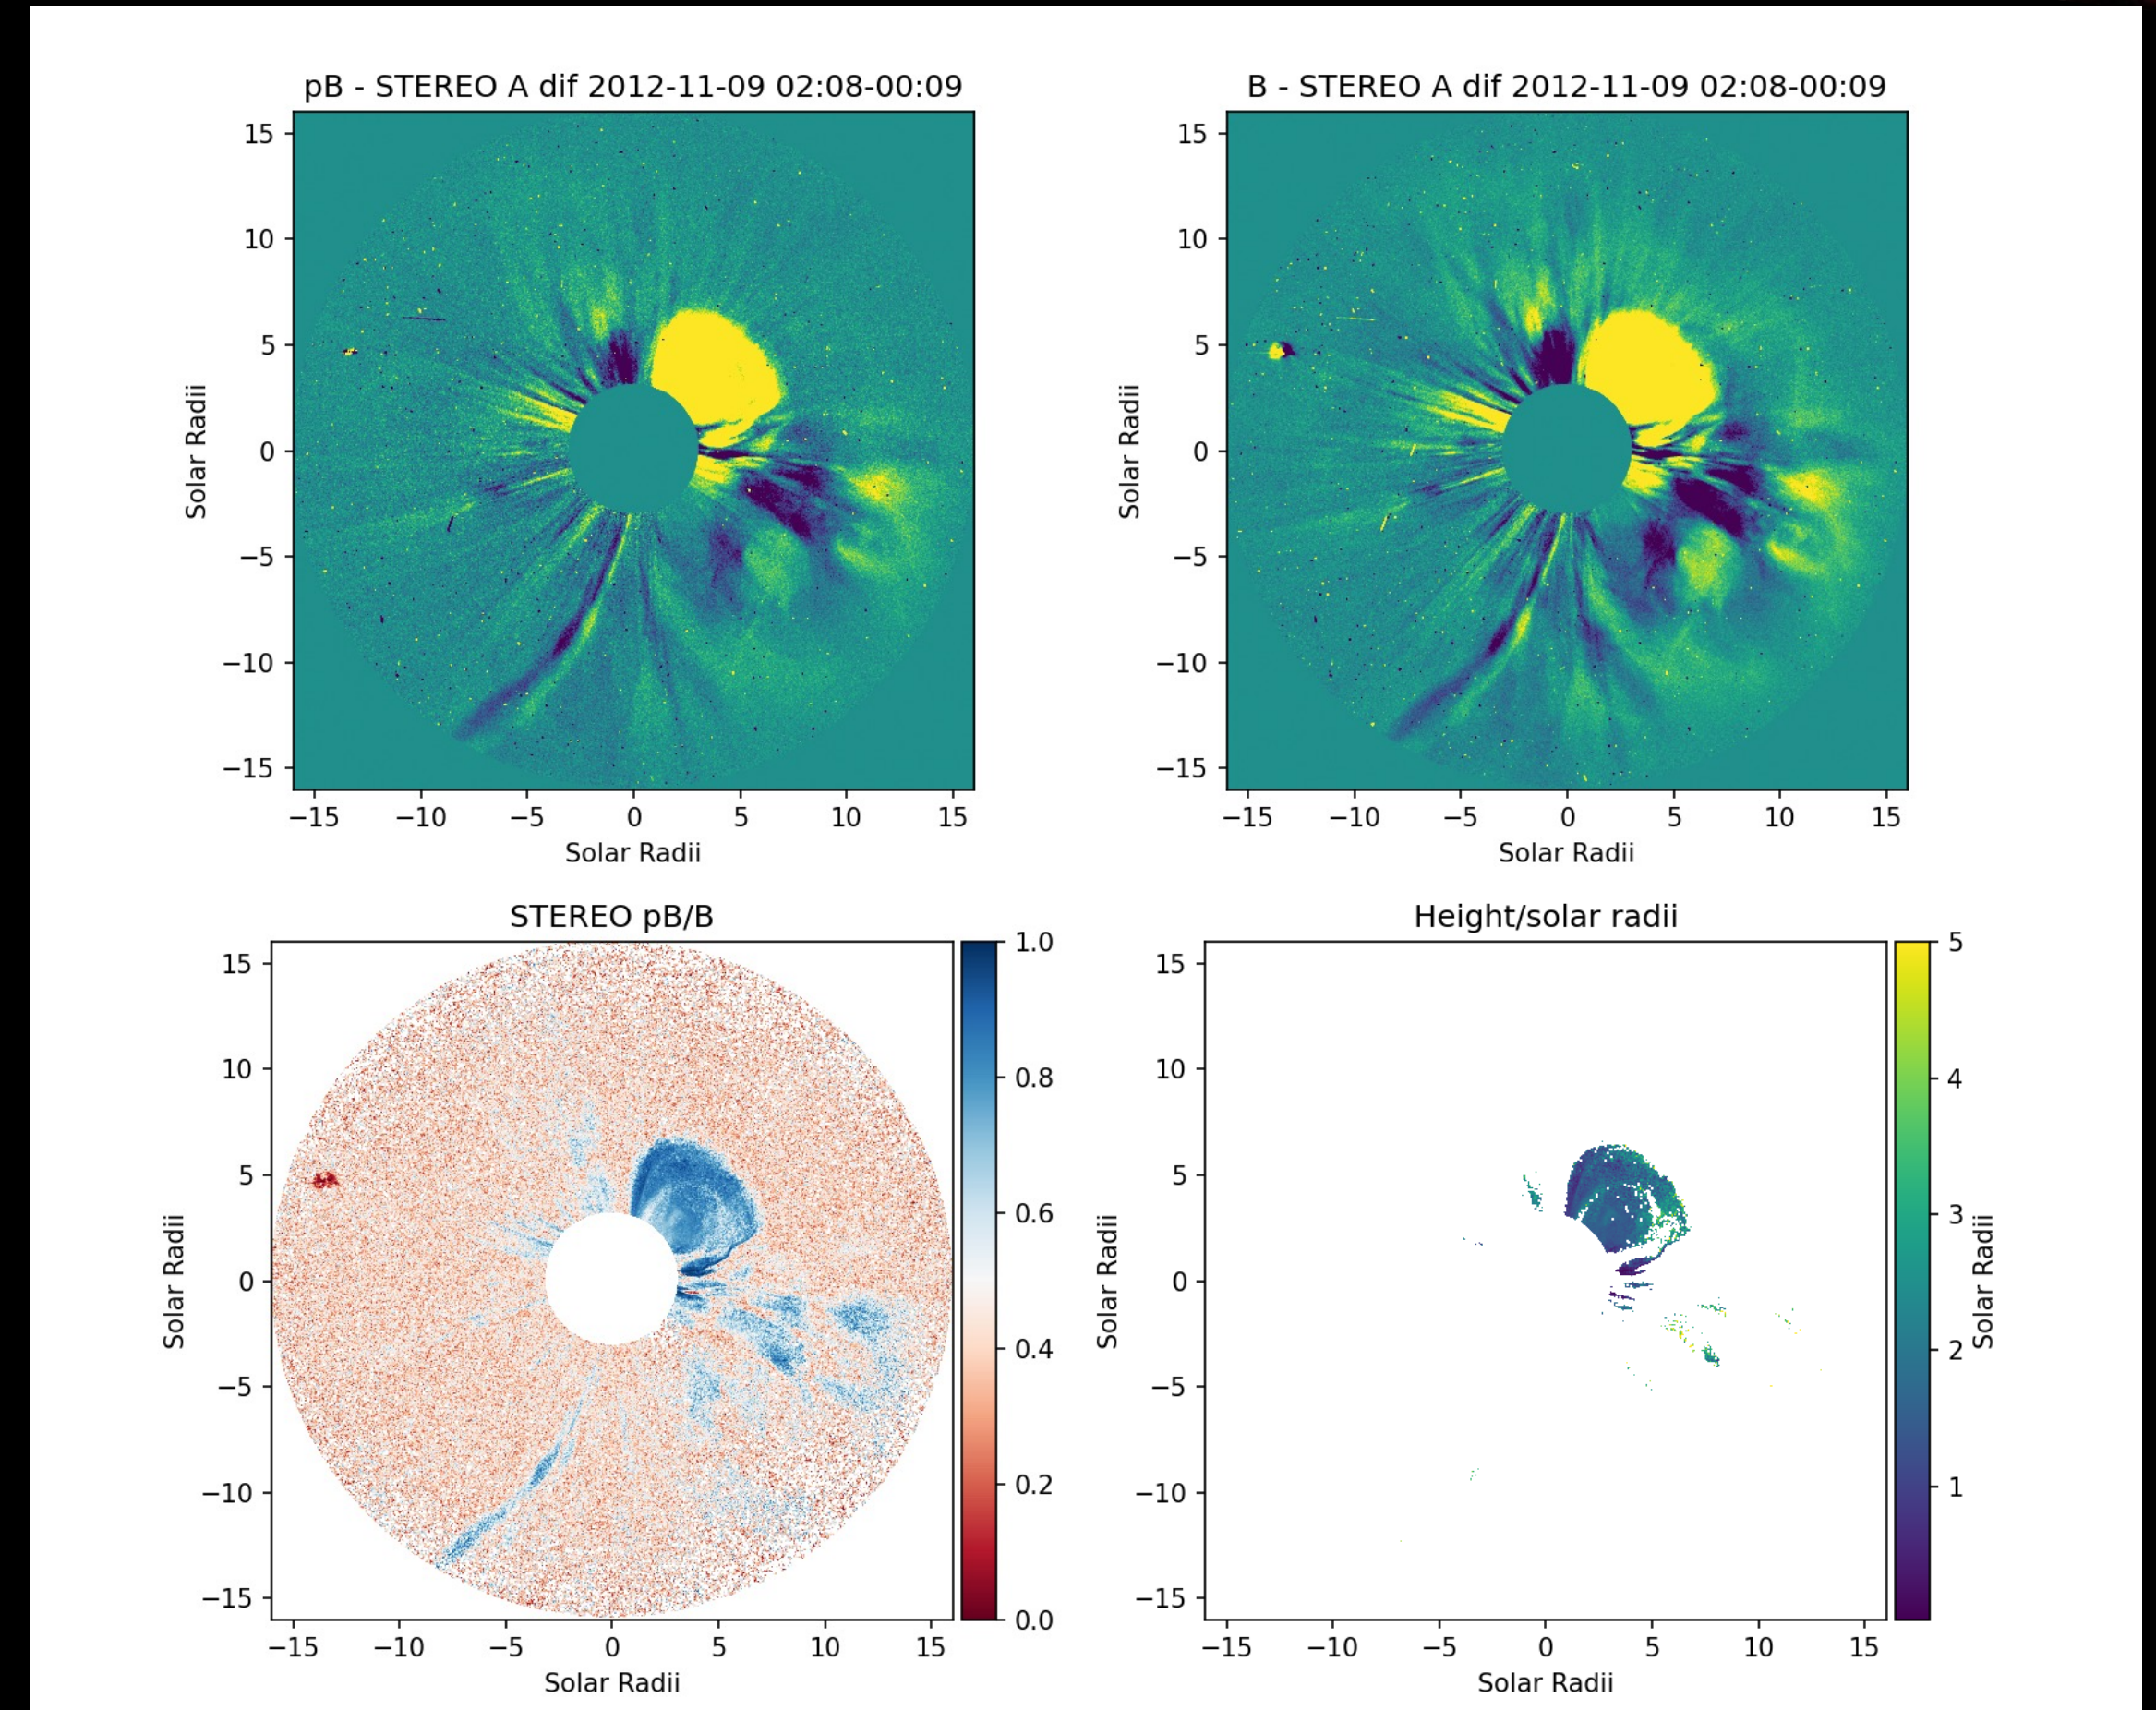 pB - STEREO A dif 2012-11-09 02:08-00:09
15
10
5
0
−5
−10
−15
Solar Radii
−15 −10 −5 0 5 10 15
Solar Radii
B - STEREO A dif 2012-11-09 02:08-00:09
15
10
5
0
−5
−10
−15
Solar Radii
−15 −10 −5 0 5 10 15
Solar Radii
STEREO pB/B
15
10
5
0
−5
−10
−15
Solar Radii
−15 −10 −5 0 5 10 15
Solar Radii
1.0
0.8
0.6
0.4
0.2
0.0
Solar Radii
Height/solar radii
15
10
5
0
−5
−10
−15
−15 −10 −5 0 5 10 15
Solar Radii
5
4
3
2
1
Solar Radii